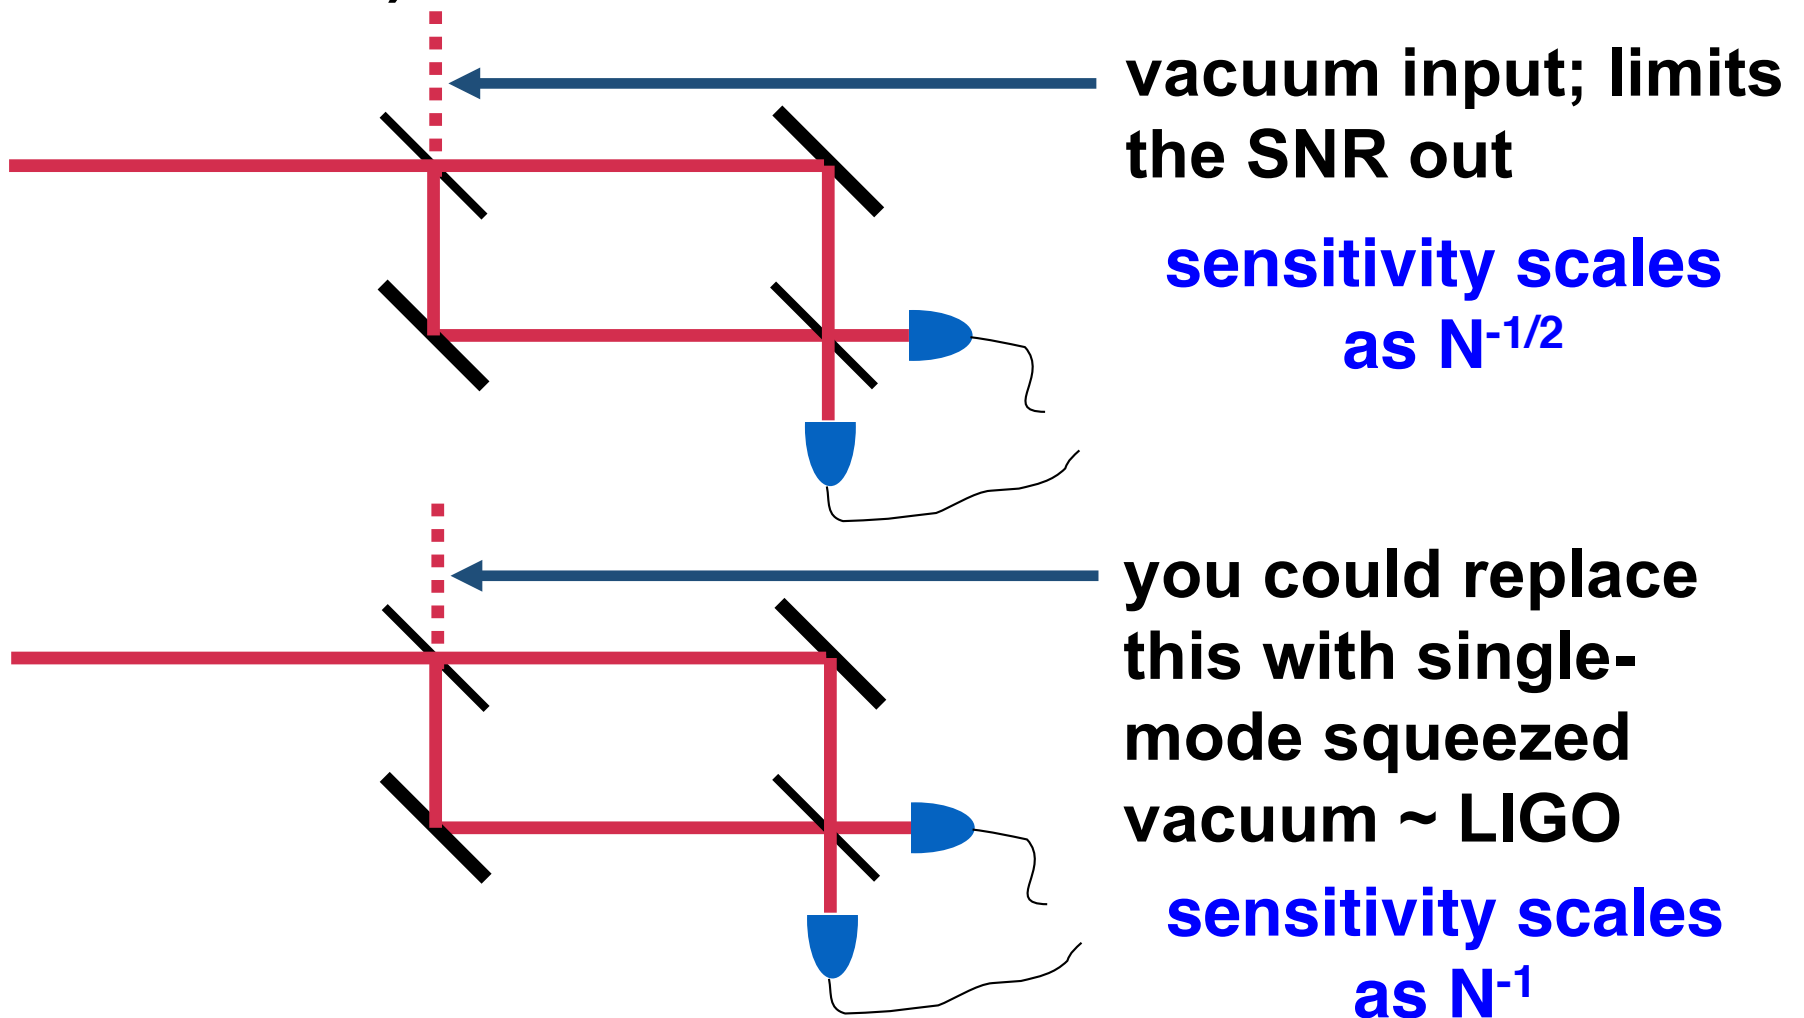 vacuum input; limits
the SNR out
sensitivity scales
as N^-1/2
you could replace
this with single-
mode squeezed
vacuum ~ LIGO
sensitivity scales
as N^-1